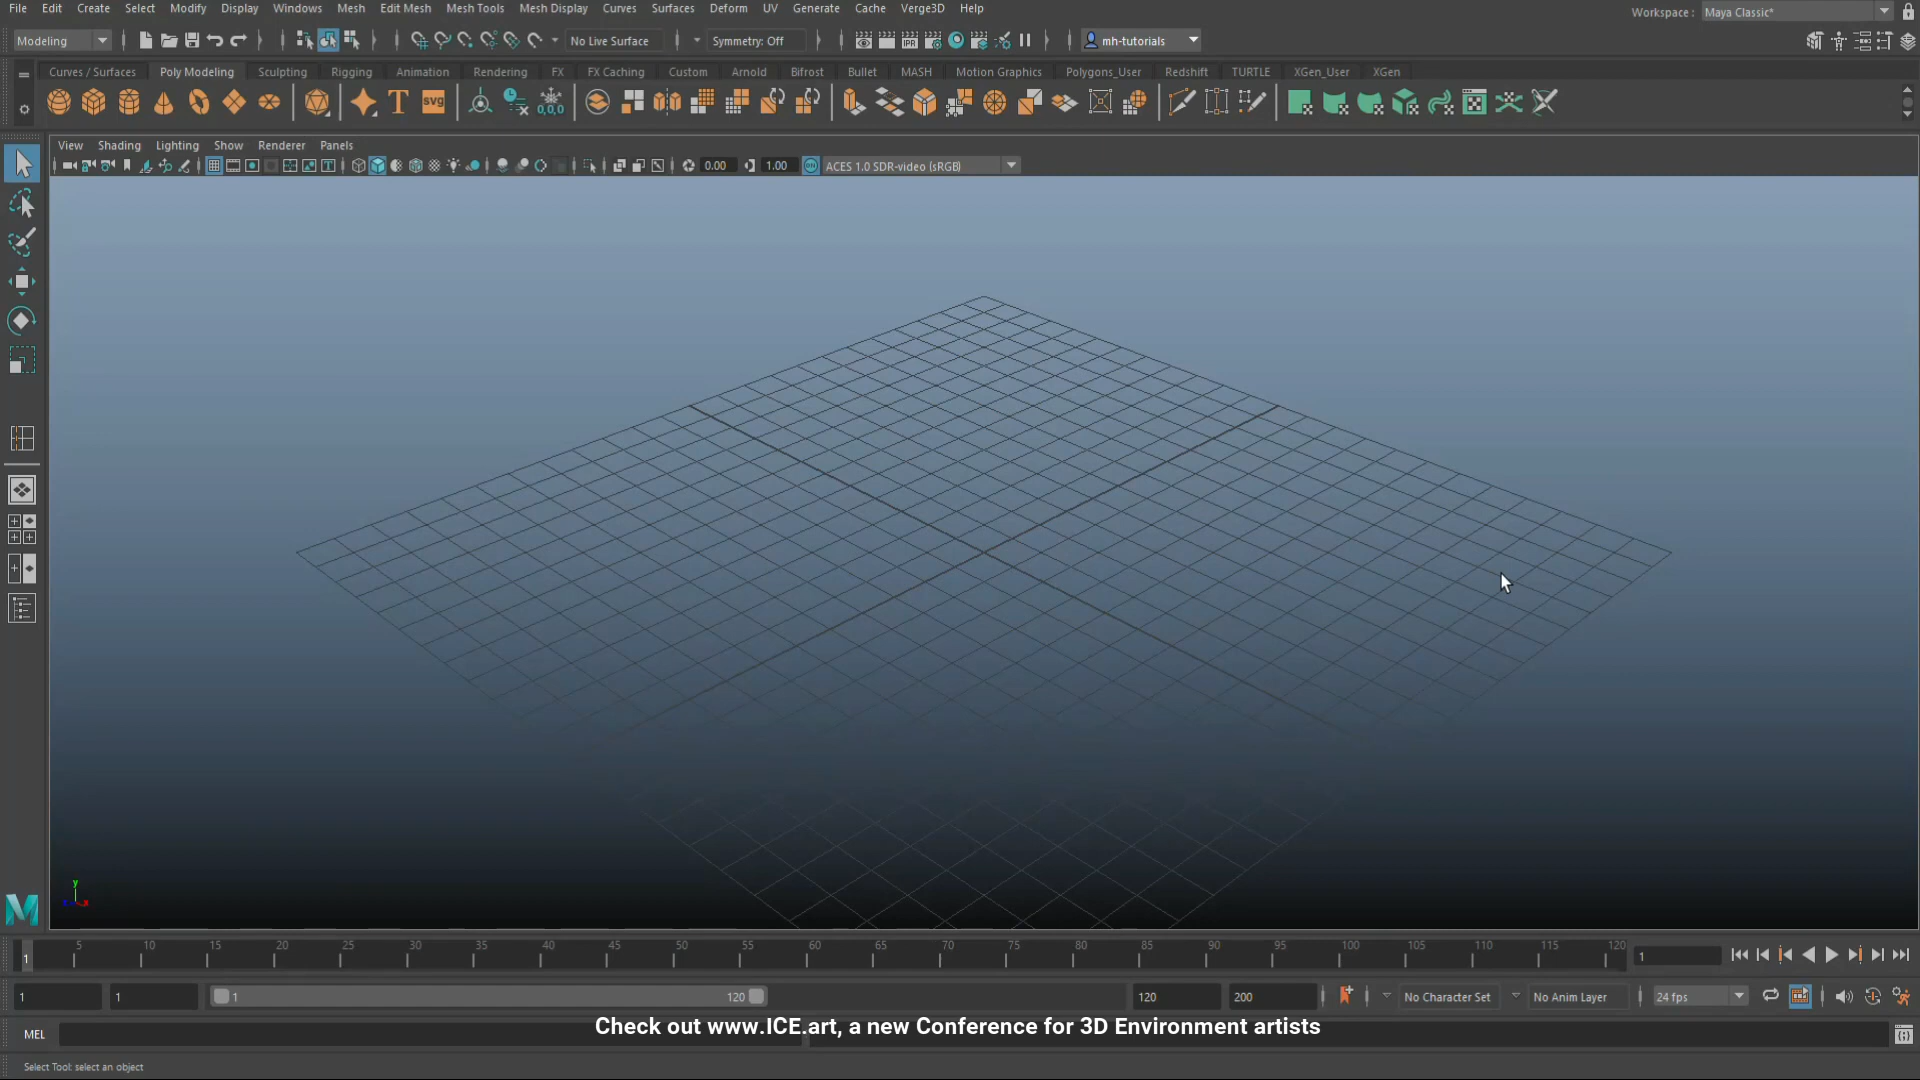 File Edit Create Select Modify Display Windows Mesh Edit Mesh Mesh Tools Mesh Display Curves Surfaces Deform UV Generate Cache Verge3D Help
Workspace : Maya Classic*
Modeling No Live Surface Symmetry: Off mh-tutorials
Curves / Surfaces Poly Modeling Sculpting Rigging Animation Rendering FX FX Caching Custom Arnold Bifrost Bullet MASH Motion Graphics Polygons_User Redshift TURTLE XGen_User XGen
T svg 0,0,0
View Shading Lighting Show Renderer Panels
0.00 1.00 ACES 1.0 SDR-video (sRGB)
y
x
M
5 10 15 20 25 30 35 40 45 50 55 60 65 70 75 80 85 90 95 100 105 110 115 120
1 1
1 1 1 120 120 200 No Character Set No Anim Layer 24 fps
Check out www.ICE.art, a new Conference for 3D Environment artists
MEL
Select Tool: select an object